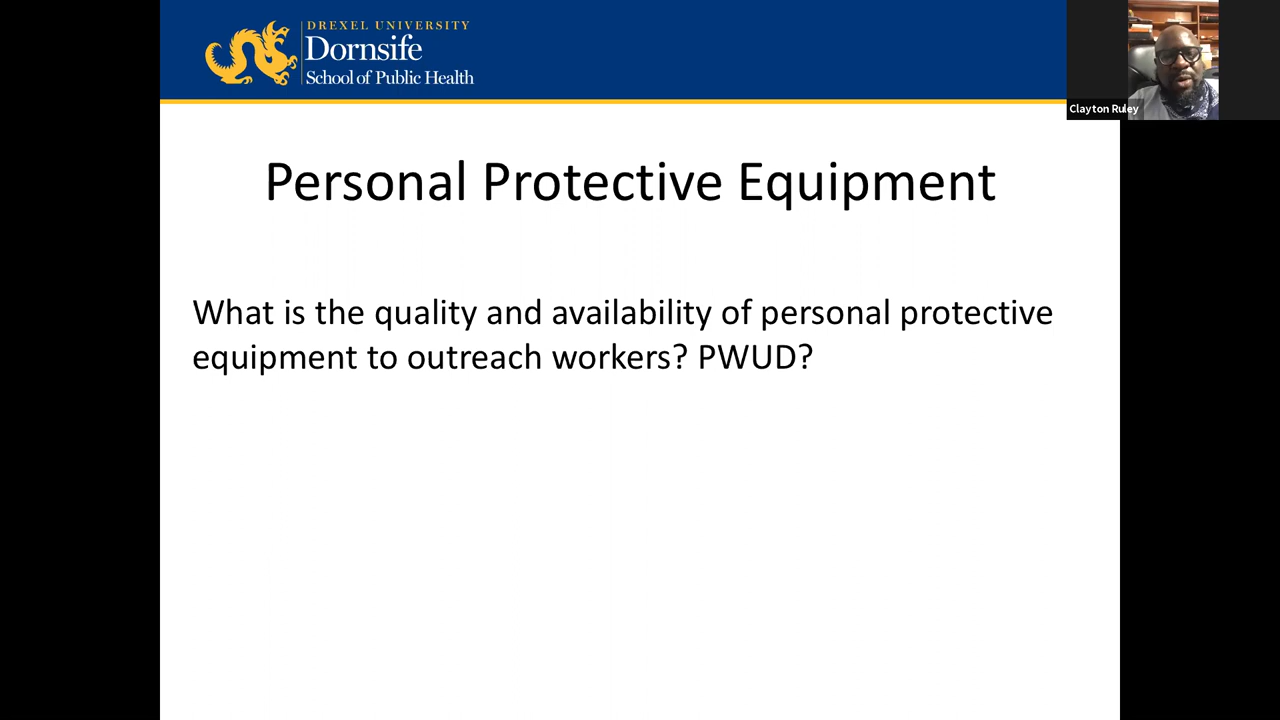 DREXEL UNIVERSITY
Dornsife
School of Public Health
Clayton Ruley
Personal Protective Equipment
What is the quality and availability of personal protective
equipment to outreach workers? PWUD?